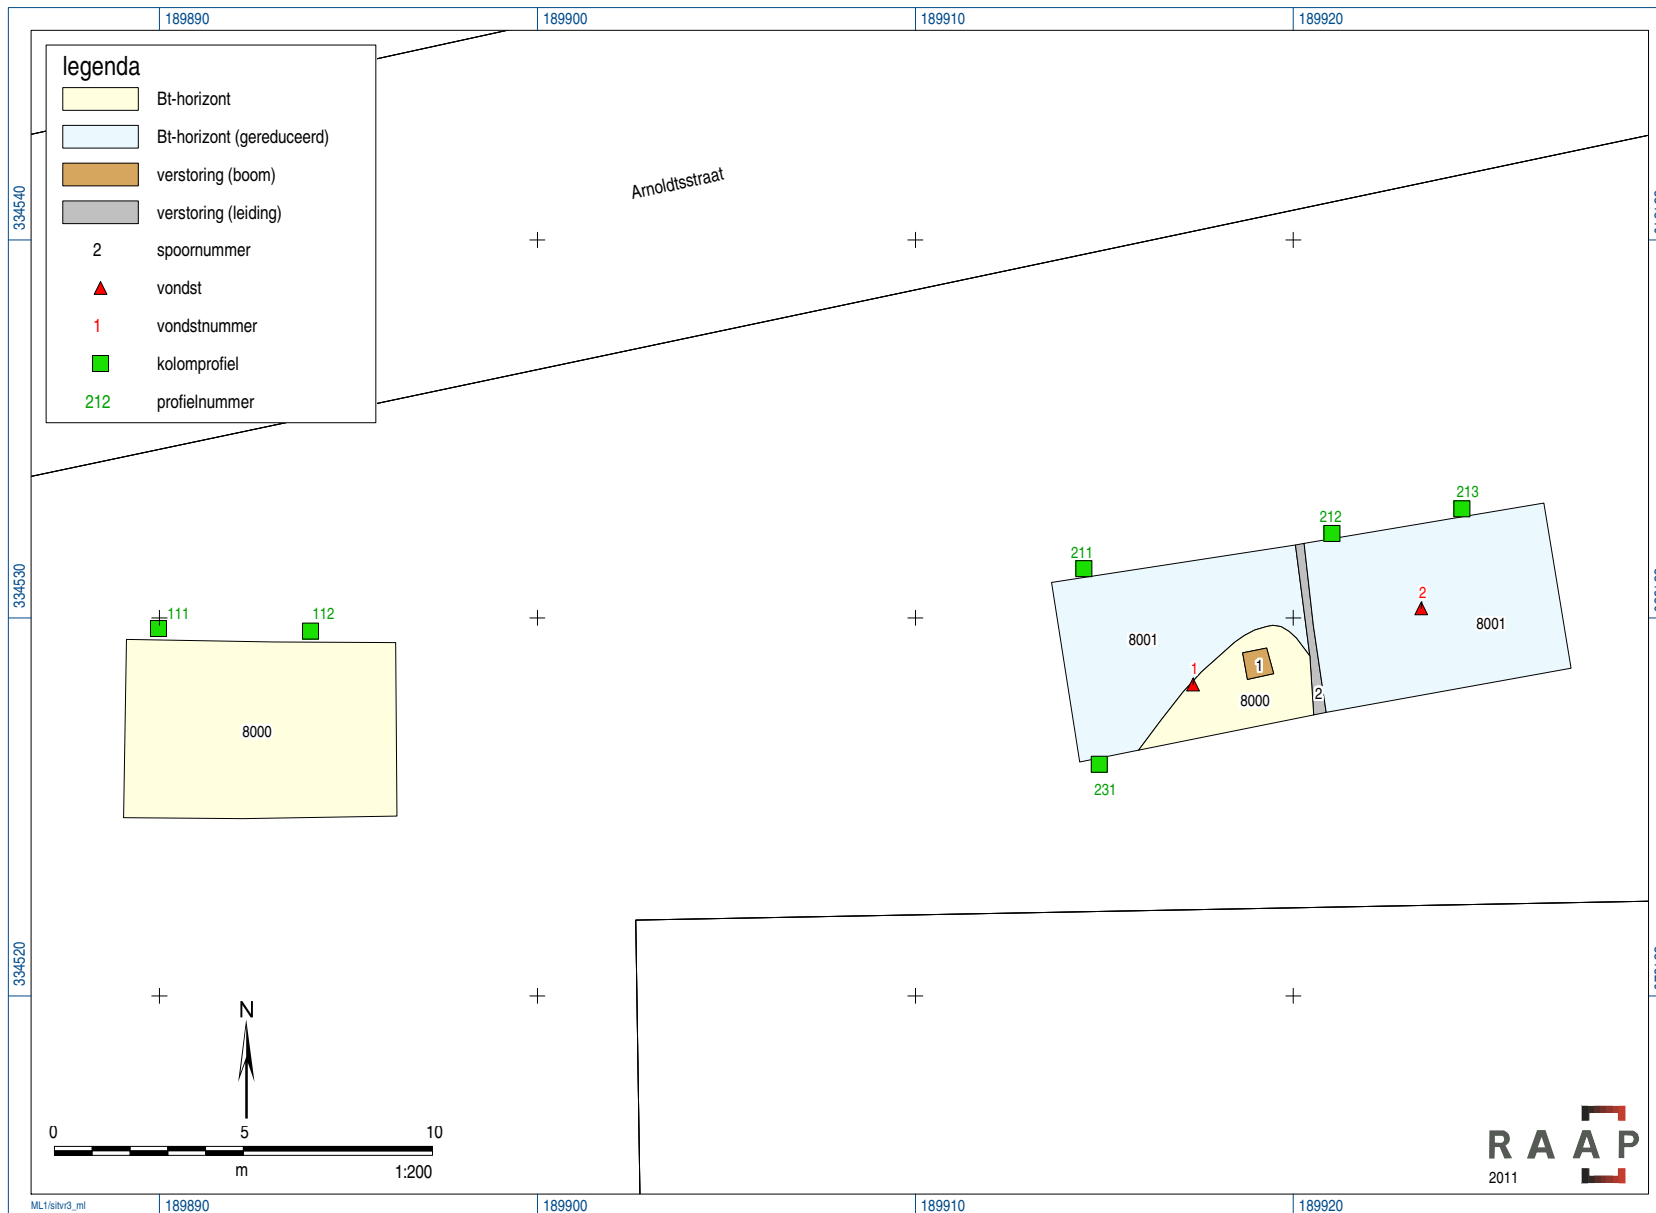 189890
189900
189910
189920
legenda
Bt-horizont
Bt-horizont (gereduceerd)
verstoring (boom)
verstoring (leiding)
2 spoornummer
vondst
1 vondstnummer
kolomprofiel
212 profielnummer
Arnoldtsstraat
334540
334530
334520
213
212
211
2
111
112
8001
8001
1
1
8000
2
8000
231
N
0 5 10
m 1:200
RAAP
2011
ML1/sitvr3_ml
189890
189900
189910
189920